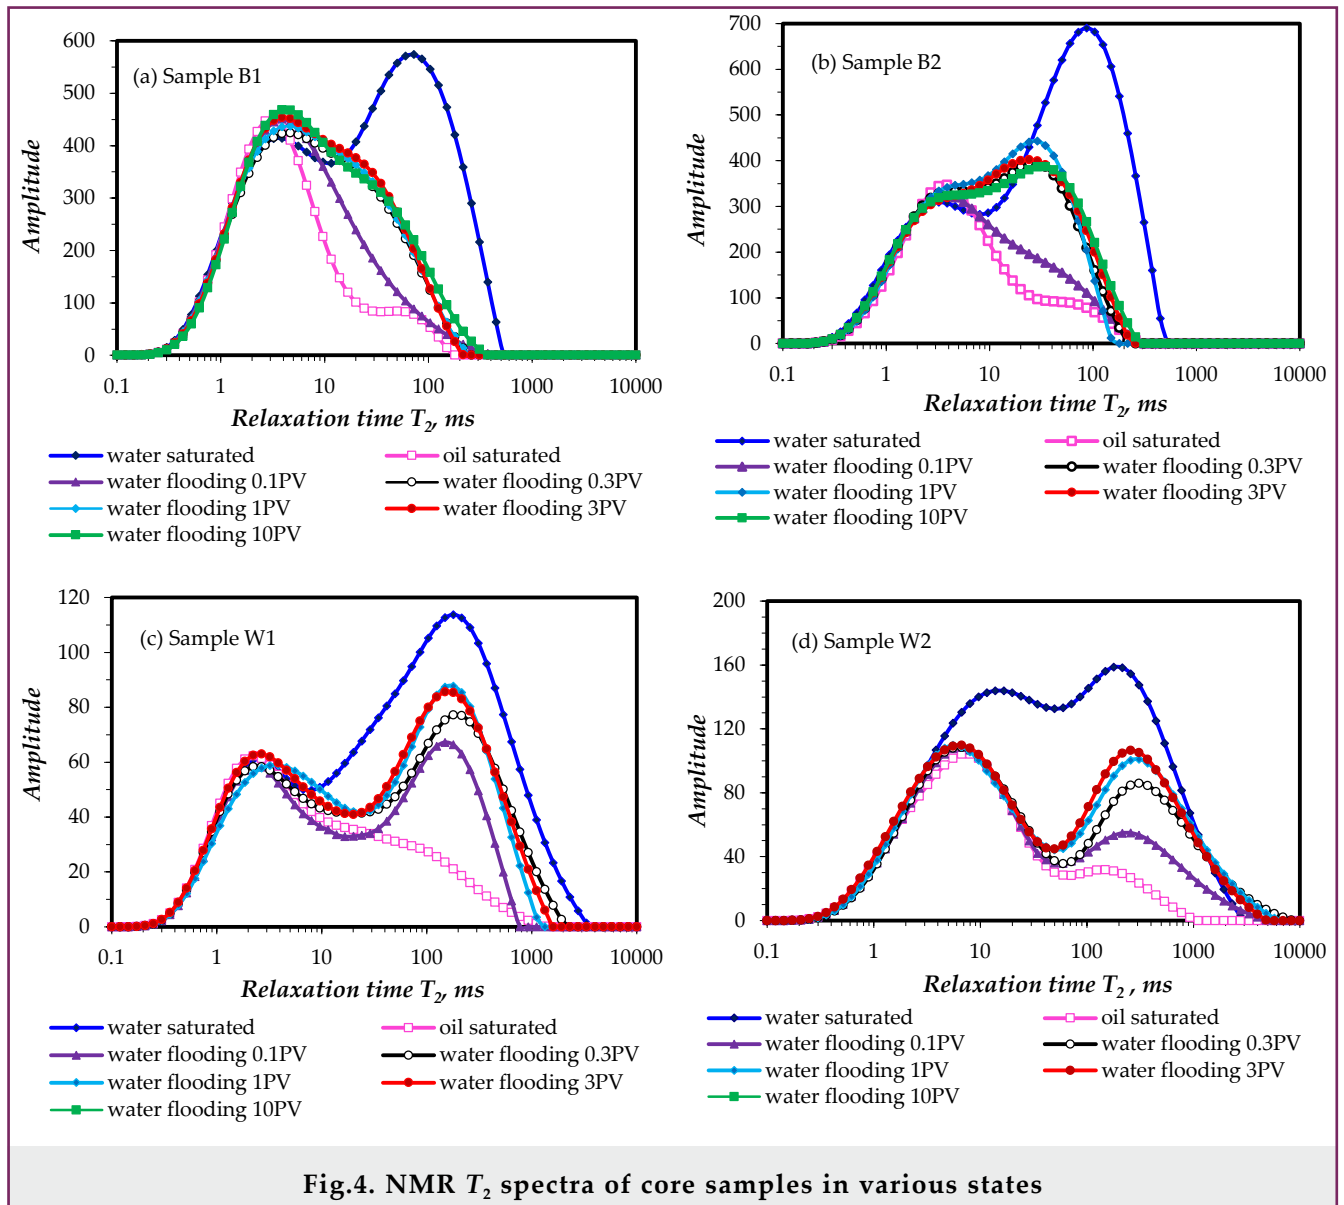 (a) Sample B1
Amplitude
600
500
400
300
200
100
0
0.1 1 10 100 1000 10000
Relaxation time T₂, ms
water saturated oil saturated
water flooding 0.1PV water flooding 0.3PV
water flooding 1PV water flooding 3PV
water flooding 10PV
(b) Sample B2
Amplitude
700
600
500
400
300
200
100
0
0.1 1 10 100 1000 10000
Relaxation time T₂, ms
water saturated oil saturated
water flooding 0.1PV water flooding 0.3PV
water flooding 1PV water flooding 3PV
water flooding 10PV
(c) Sample W1
Amplitude
120
100
80
60
40
20
0
0.1 1 10 100 1000 10000
Relaxation time T₂, ms
water saturated oil saturated
water flooding 0.1PV water flooding 0.3PV
water flooding 1PV water flooding 3PV
water flooding 10PV
(d) Sample W2
Amplitude
200
160
120
80
40
0
0.1 1 10 100 1000 10000
Relaxation time T₂ , ms
water saturated oil saturated
water flooding 0.1PV water flooding 0.3PV
water flooding 1PV water flooding 3PV
water flooding 10PV
Fig.4. NMR T₂ spectra of core samples in various states